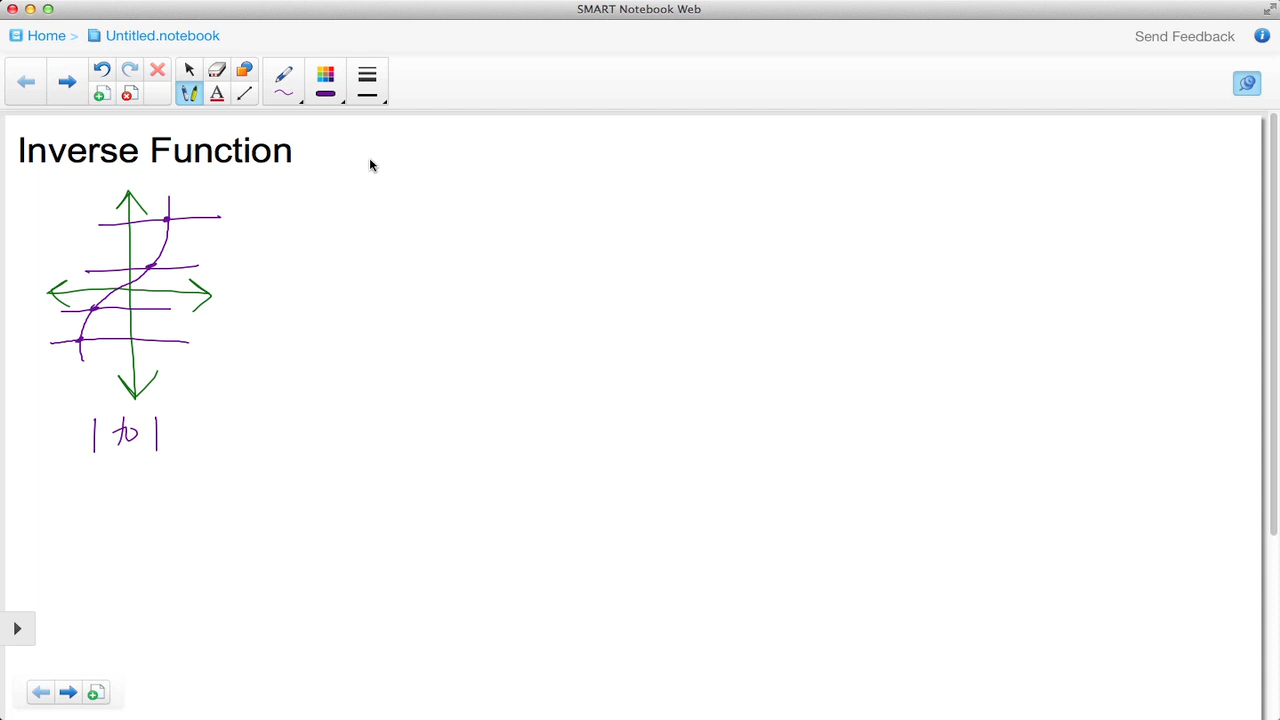 SMART Notebook Web
Home > Untitled.notebook
Send Feedback
Inverse Function
1 to 1